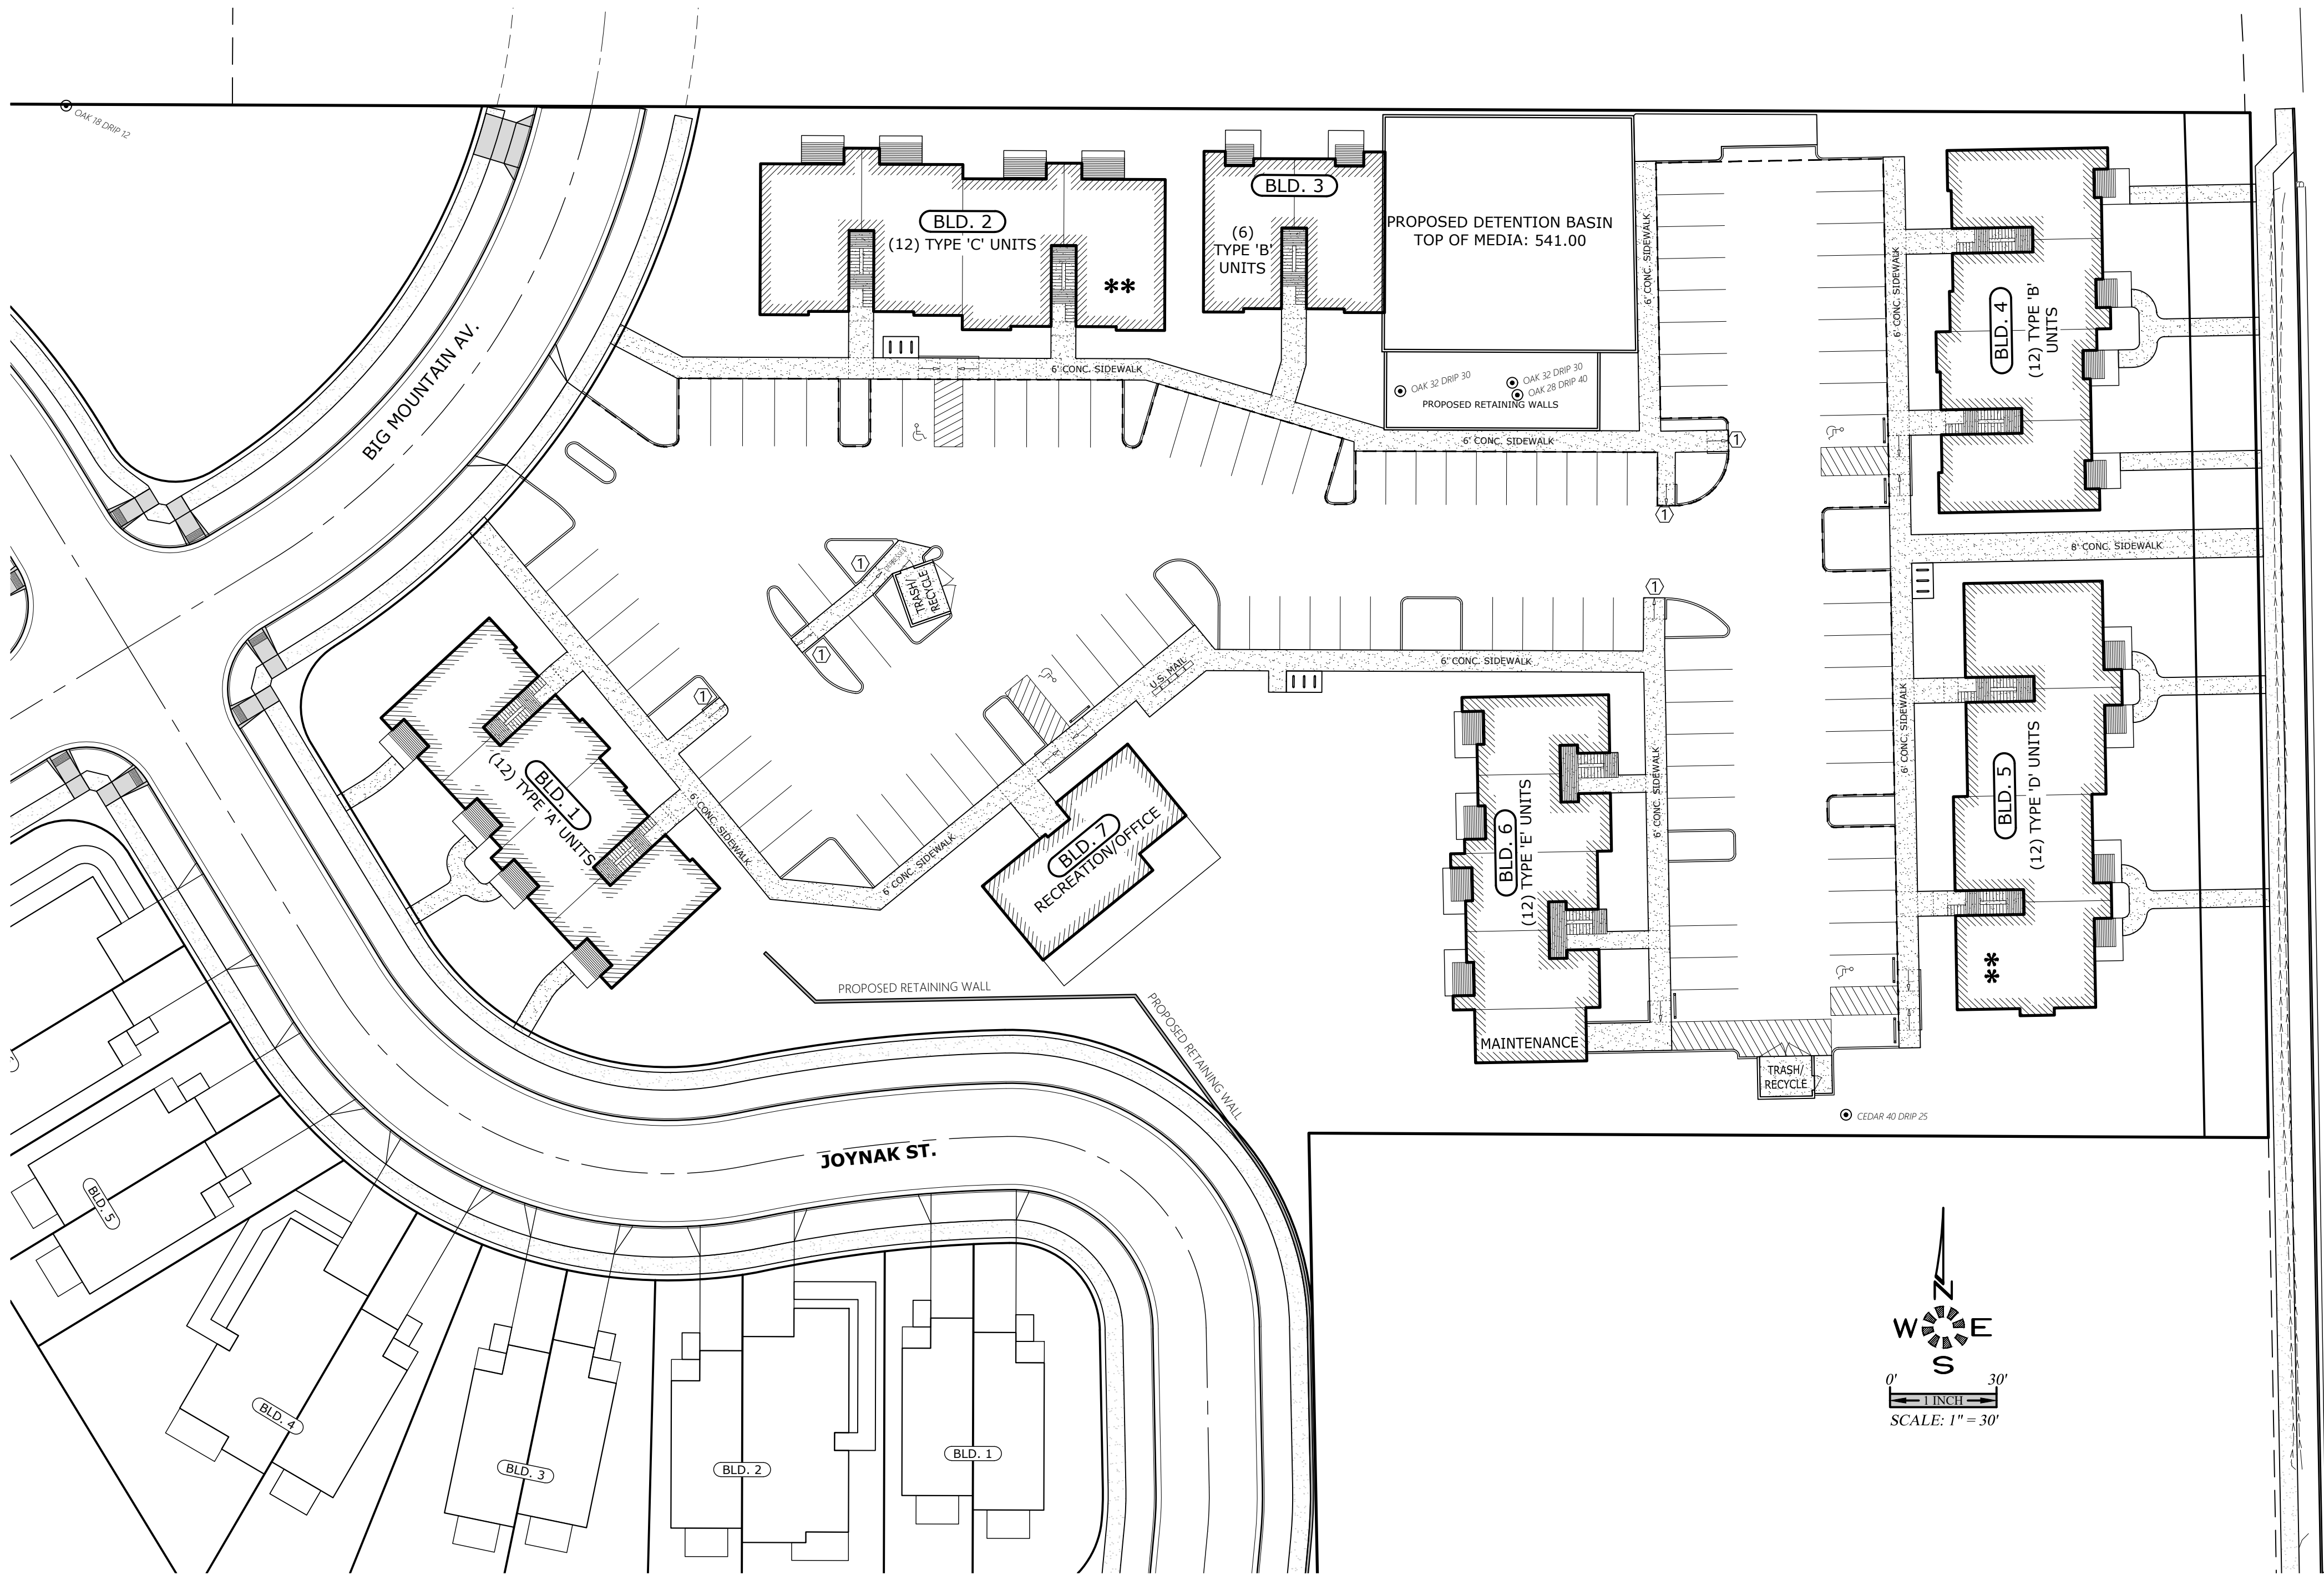 OAK 18 DRIP 12
BIG MOUNTAIN AV.
BLD. 2
(12) TYPE 'C' UNITS
**
BLD. 3
(6)
TYPE 'B'
UNITS
PROPOSED DETENTION BASIN
TOP OF MEDIA: 541.00
OAK 32 DRIP 30
OAK 32 DRIP 30
OAK 28 DRIP 40
PROPOSED RETAINING WALLS
6' CONC. SIDEWALK
6' CONC. SIDEWALK
6' CONC. SIDEWALK
6' CONC. SIDEWALK
BLD. 4
(12) TYPE 'B'
UNITS
1
1
8' CONC. SIDEWALK
1
1
TRASH/
RECYCLE
1
1
U.S. MAIL
6' CONC. SIDEWALK
BLD. 1
(12) TYPE 'A' UNITS
6' CONC. SIDEWALK
6' CONC. SIDEWALK
BLD. 7
RECREATION/OFFICE
BLD. 6
(12) TYPE 'E' UNITS
MAINTENANCE
6' CONC. SIDEWALK
6' CONC. SIDEWALK
BLD. 5
(12) TYPE 'D' UNITS
**
TRASH/
RECYCLE
CEDAR 40 DRIP 25
PROPOSED RETAINING WALL
PROPOSED RETAINING WALL
JOYNAK ST.
BLD. 5
BLD. 4
BLD. 3
BLD. 2
BLD. 1
N
W E
S
0' 30'
1 INCH
SCALE: 1" = 30'